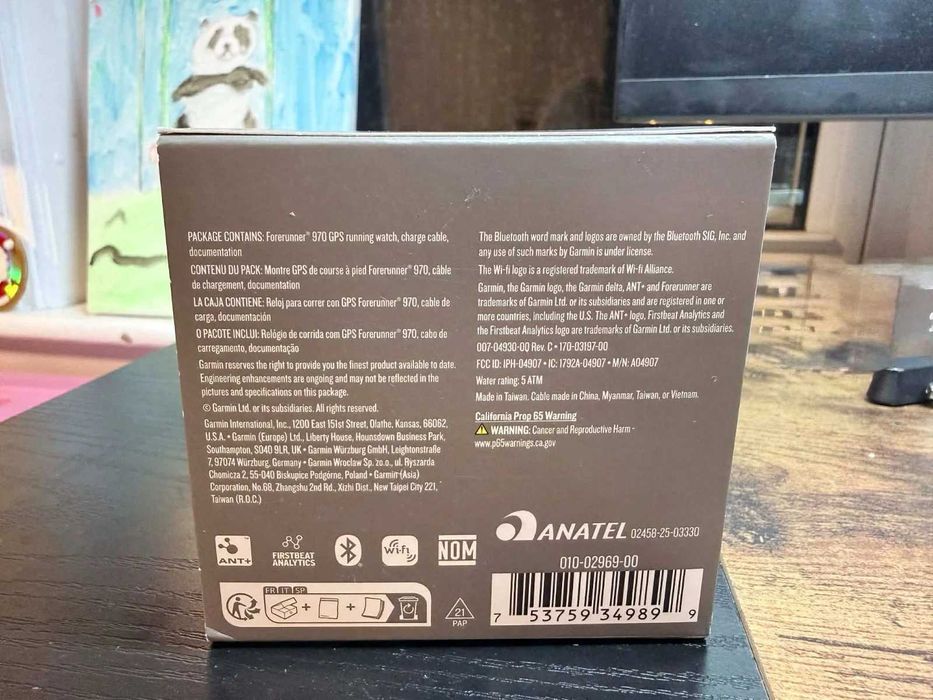 PACKAGE CONTAINS: Forerunner® 970 GPS running watch, charge cable,
documentation
CONTENU DU PACK: Montre GPS de course à pied Forerunner® 970, câble
de chargement, documentation
LA CAJA CONTIENE: Reloj para correr con GPS Forerunner® 970, cable de
carga, documentación
O PACOTE INCLUI: Relógio de corrida com GPS Forerunner® 970, cabo de
carregamento, documentação
Garmin reserves the right to provide you the finest product available to date.
Engineering enhancements are ongoing and may not be reflected in the
pictures and specifications on this package.
© Garmin Ltd. or its subsidiaries. All rights reserved.
Garmin International, Inc., 1200 East 151st Street, Olathe, Kansas, 66062,
U.S.A. • Garmin (Europe) Ltd., Liberty House, Hounsdown Business Park,
Southampton, SO40 9LR, UK • Garmin Würzburg GmbH, Leightonstraße
7, 97074 Würzburg, Germany • Garmin Wroclaw Sp. zo.o., ul. Ryszarda
Chomicza 2, 55-040 Biskupice Podgórne, Poland • Garmin (Asia)
Corporation, No.68, Zhangshu 2nd Rd., Xizhi Dist., New Taipei City 221,
Taiwan (R.O.C.)
The Bluetooth word mark and logos are owned by the Bluetooth SIG, Inc. and
any use of such marks by Garmin is under license.
The Wi-fi logo is a registered trademark of Wi-fi Alliance.
Garmin, the Garmin logo, the Garmin delta, ANT+ and Forerunner are
trademarks of Garmin Ltd. or its subsidiaries and are registered in one or
more countries, including the U.S. The ANT+ logo, Firstbeat Analytics and
the Firstbeat Analytics logo are trademarks of Garmin Ltd. or its subsidiaries.
007-04930-0Q Rev. C • 170-03197-00
FCC ID: IPH-04907 • IC: 1792A-04907 • M/N: A04907
Water rating: 5 ATM
Made in Taiwan. Cable made in China, Myanmar, Taiwan, or Vietnam.
California Prop 65 Warning
WARNING: Cancer and Reproductive Harm -
www.p65warnings.ca.gov
ANT+
FIRSTBEAT
ANALYTICS
Wi-Fi
NOM
ANATEL 02458-25-03330
FR IT SP
21
PAP
010-02969-00
7 53759 34989 9